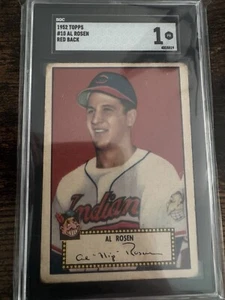 SGC
1952 TOPPS
#10 AL ROSEN
RED BACK
1
Indians
AL ROSEN
Al "Flip" Rosen